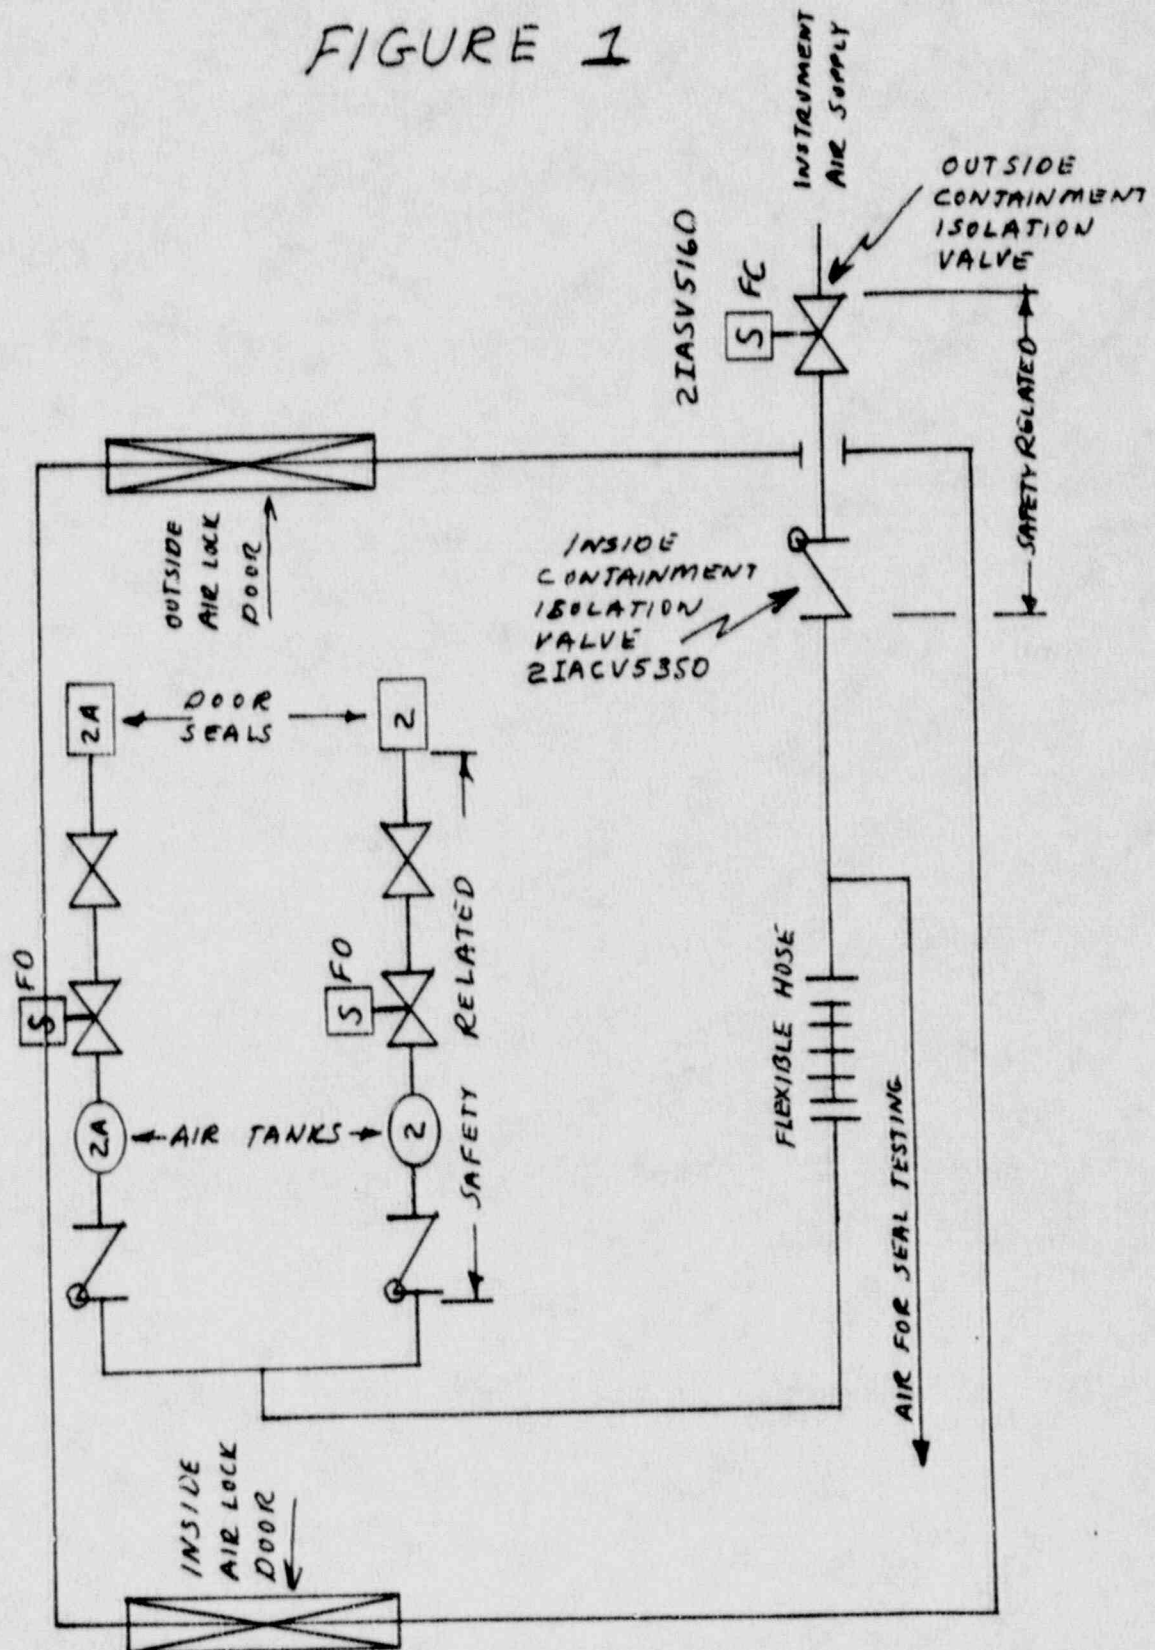 FIGURE 1
INSTRUMENT
AIR SUPPLY
OUTSIDE
CONTAINMENT
ISOLATION
VALVE
2IASV5160
FC
S
SAFETY RELATED
OUTSIDE
AIR LOCK
DOOR
INSIDE
CONTAINMENT
ISOLATION
VALVE
2IACV5350
2A
DOOR
SEALS
2
FO
S
FO
S
SAFETY RELATED
2A
AIR TANKS
2
FLEXIBLE HOSE
AIR FOR SEAL TESTING
INSIDE
AIR LOCK
DOOR